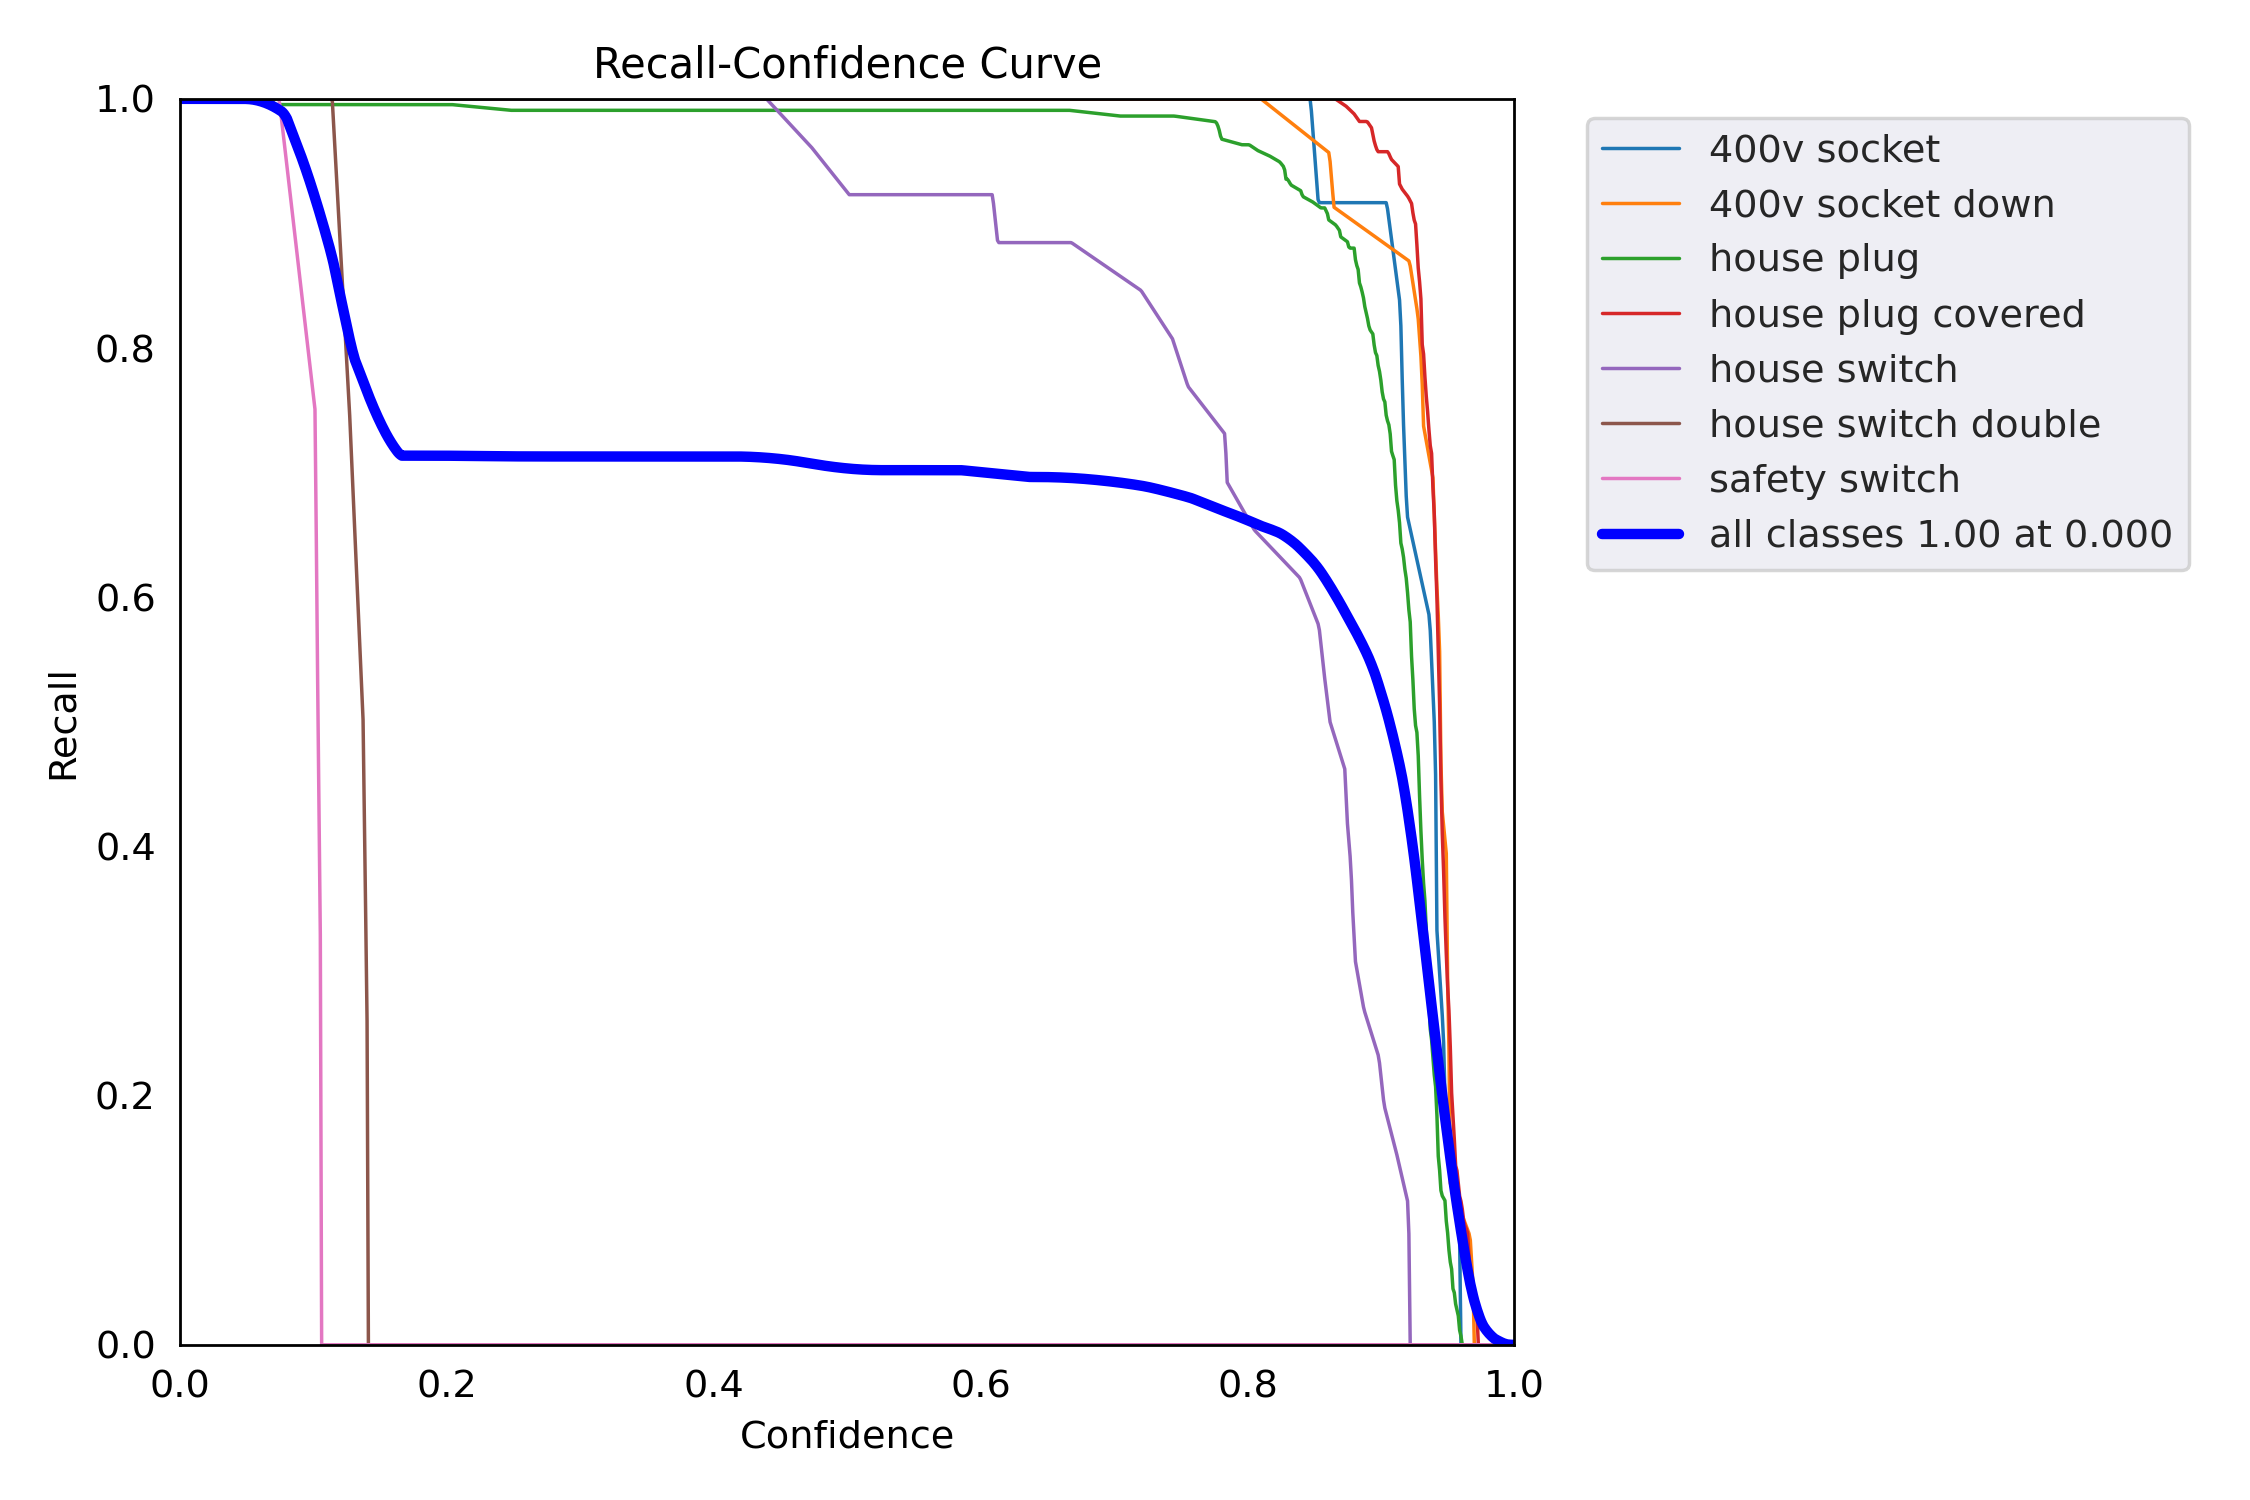 Recall-Confidence Curve
1.0
0.8
0.6
0.4
0.2
0.0
Recall
0.0 0.2 0.4 0.6 0.8 1.0
Confidence
400v socket
400v socket down
house plug
house plug covered
house switch
house switch double
safety switch
all classes 1.00 at 0.000